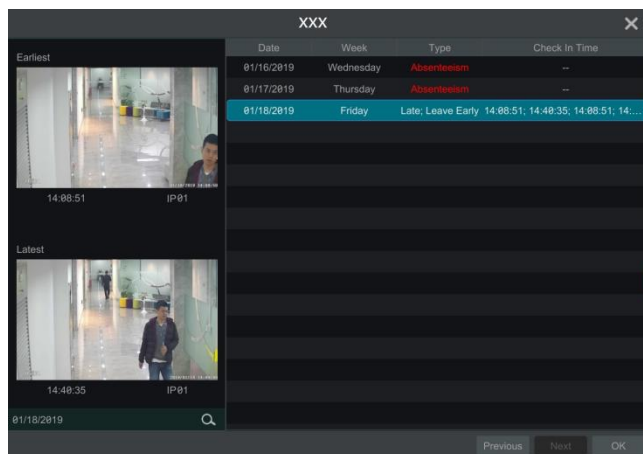 XXX
Earliest
14:08:51 IP01
Latest
14:40:35 IP01
01/18/2019
Date Week Type Check In Time
01/16/2019 Wednesday Absenteeism --
01/17/2019 Thursday Absenteeism --
01/18/2019 Friday Late; Leave Early 14:08:51; 14:40:35; 14:08:51; 14:...
Previous Next OK